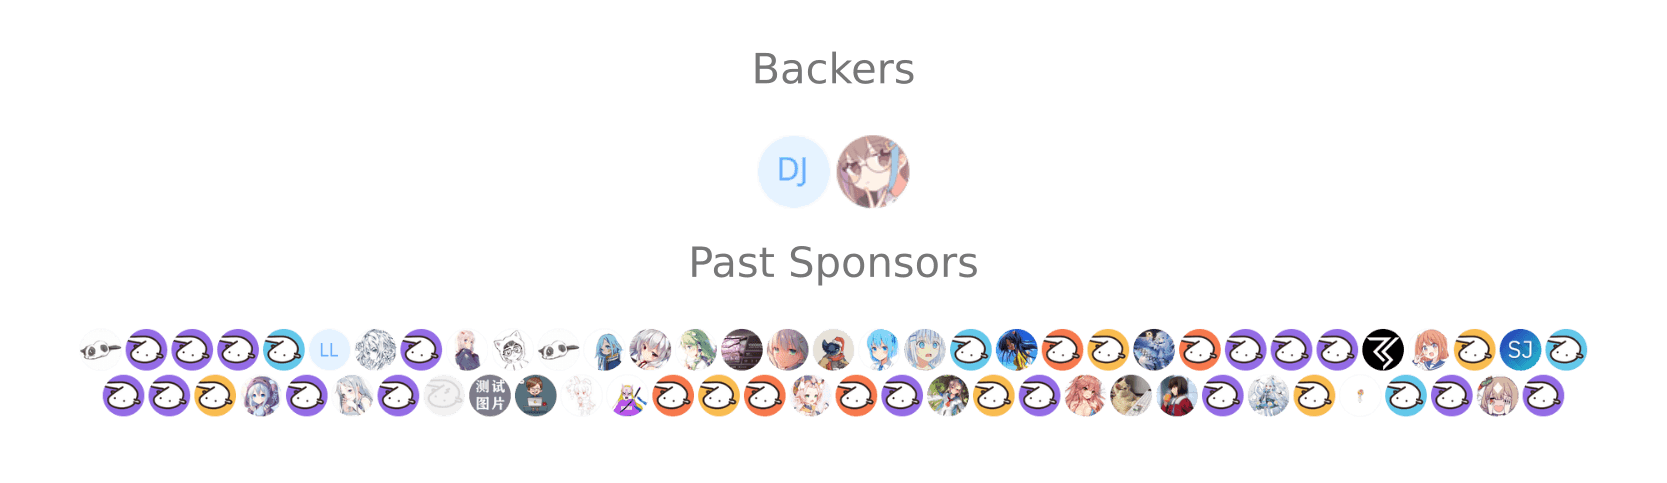 Backers
DJ
Past Sponsors
LL
SJ
测试
图片